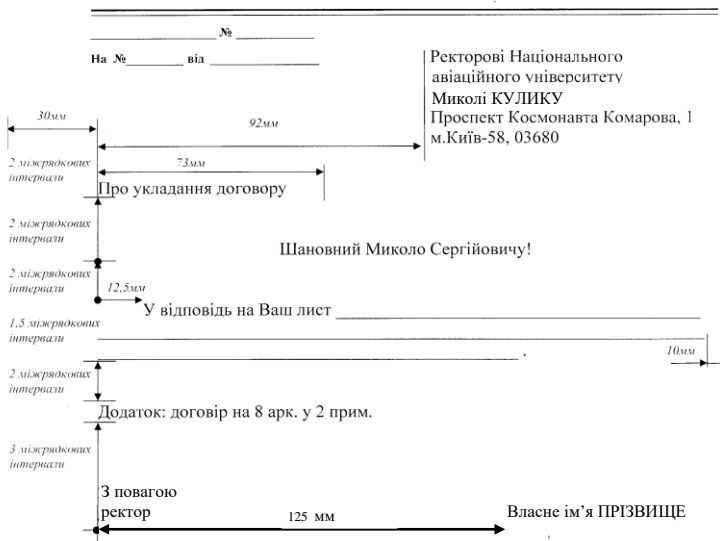 №
На № від
Ректорові Національного
авіаційного університету
Миколі КУЛИКУ
Проспект Космонавта Комарова, 1
м.Київ-58, 03680
30мм
92мм
2 міжрядкових
інтервали
73мм
Про укладання договору
2 міжрядкових
інтервали
Шановний Миколо Сергійовичу!
2 міжрядкових
інтервали
12,5мм
У відповідь на Ваш лист
1,5 міжрядкових
інтервали
10мм
.
2 міжрядкових
інтервали
Додаток: договір на 8 арк. у 2 прим.
3 міжрядкових
інтервали
З повагою
ректор
125 мм
Власне ім’я ПРІЗВИЩЕ